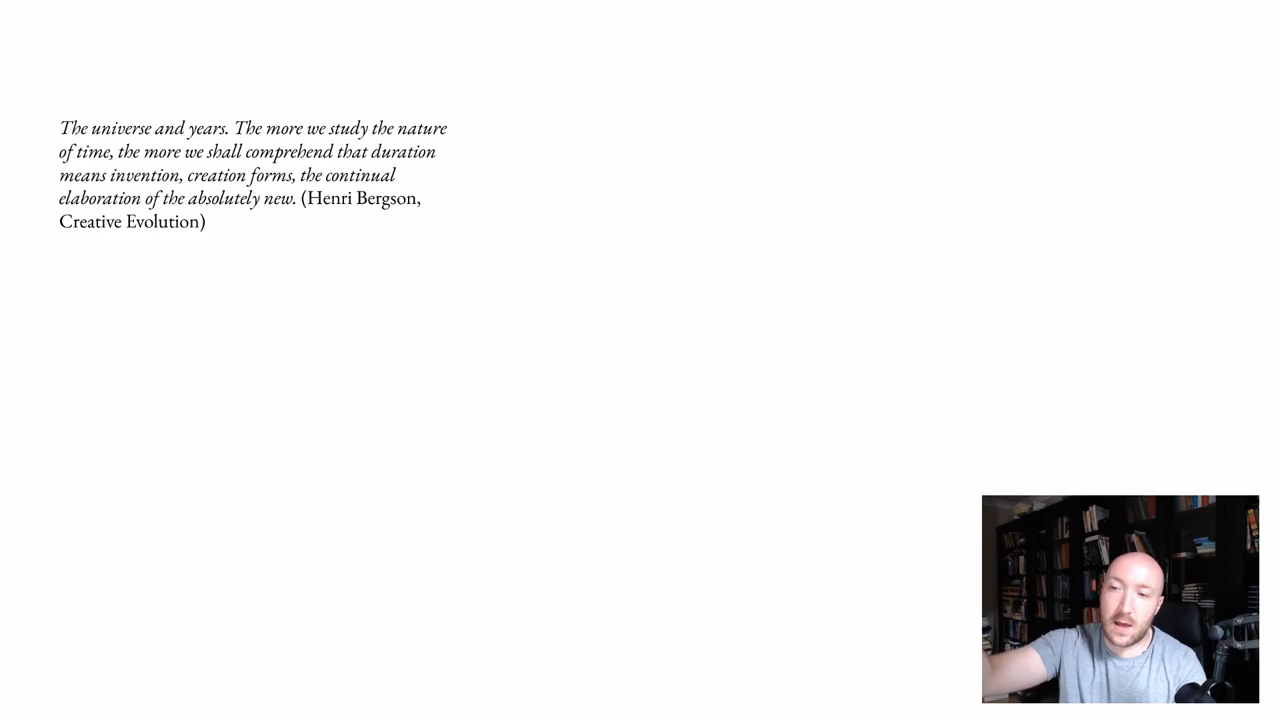 The universe and years. The more we study the nature
of time, the more we shall comprehend that duration
means invention, creation forms, the continual
elaboration of the absolutely new. (Henri Bergson,
Creative Evolution)